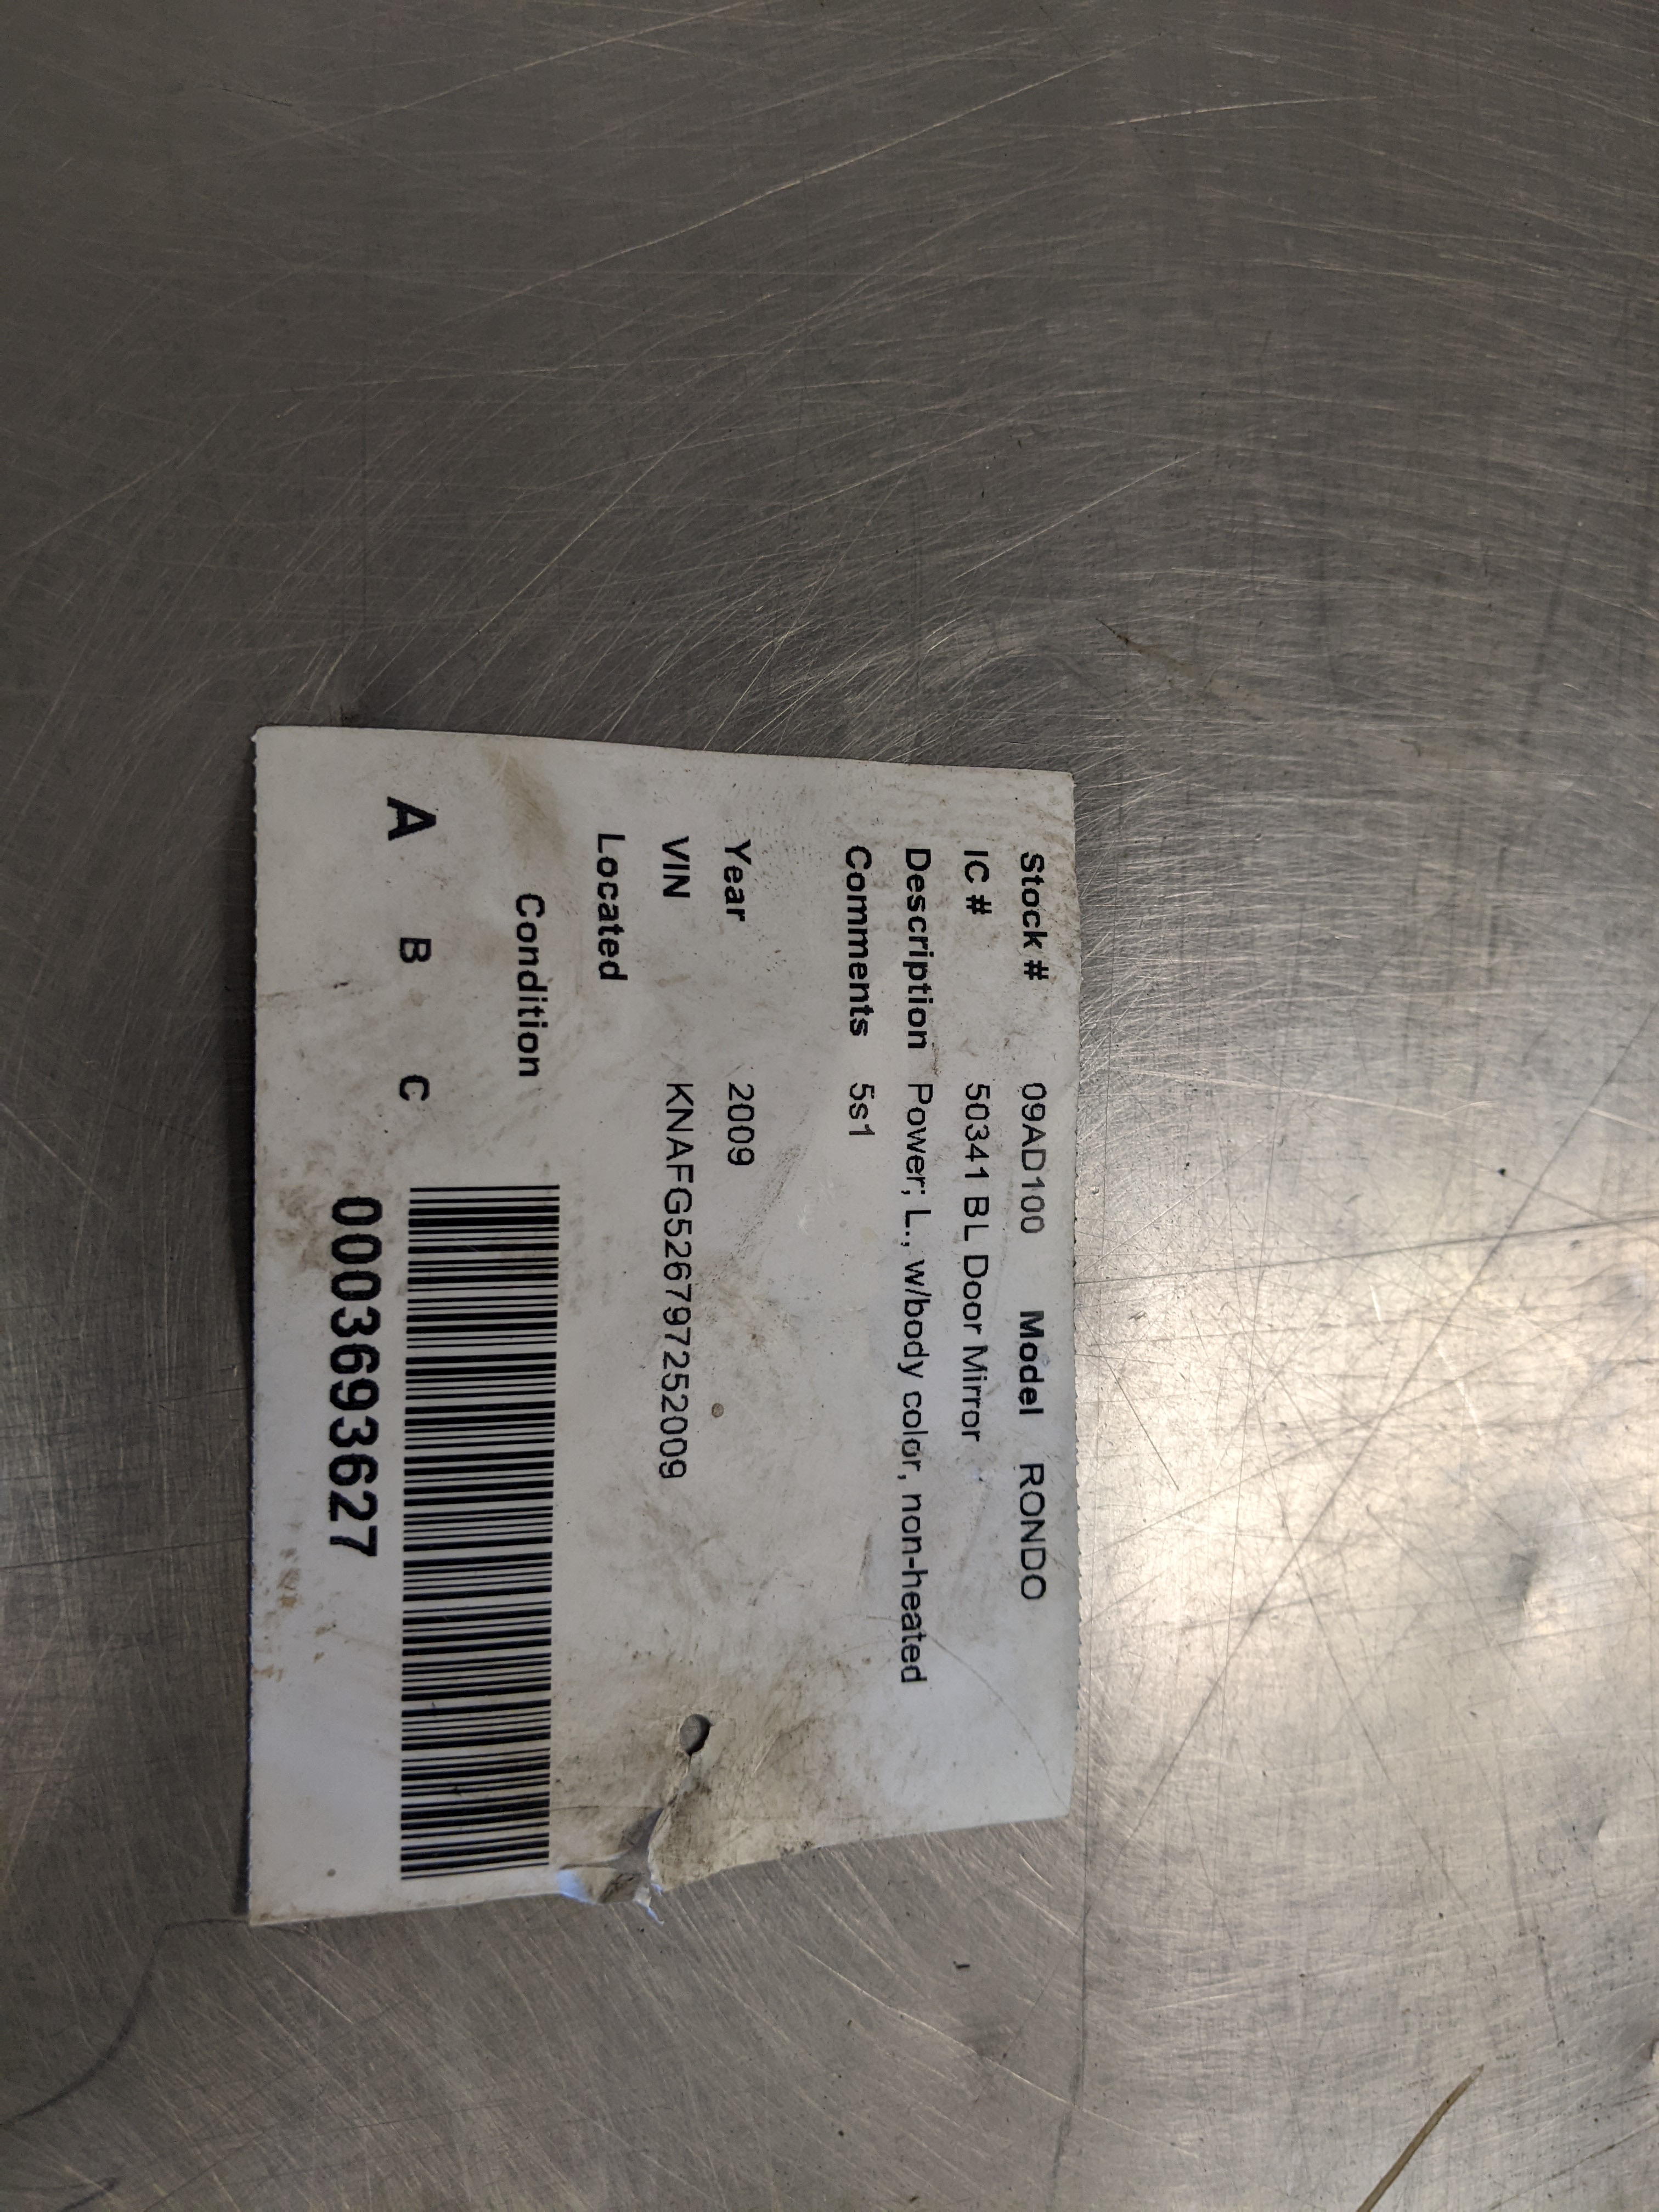 Stock # 09AD100 Model RONDO
IC # 50341 BL Door Mirror
Description Power; L., w/body color, non-heated
Comments 5s1
Year 2009
VIN KNAFG526797252009
Located
Condition
A B C
0003693627